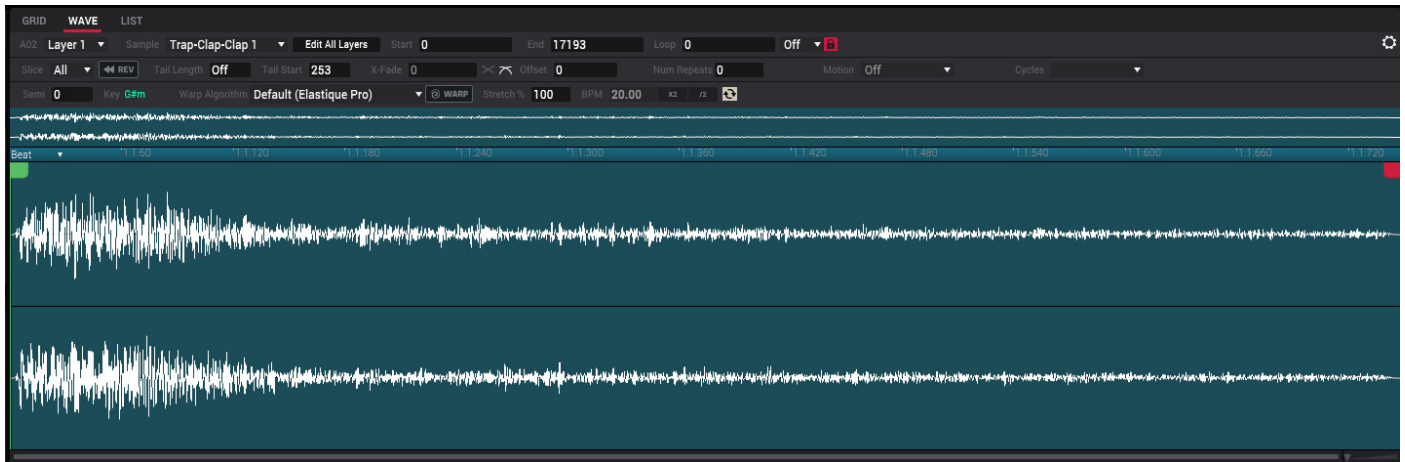 GRID WAVE LIST
A02 Layer 1 Sample Trap-Clap-Clap 1 Edit All Layers Start 0 End 17193 Loop 0 Off
Slice All REV Tail Length Off Tail Start 253 X-Fade 0 Offset 0 Num Repeats 0 Motion Off Cycles
Semi 0 Key G#m Warp Algorithm Default (Elastique Pro) WARP Stretch % 100 BPM 20.00 X2 /2
Beat 1.1.60 1.1.120 1.1.180 1.1.240 1.1.300 1.1.360 1.1.420 1.1.480 1.1.540 1.1.600 1.1.660 1.1.720